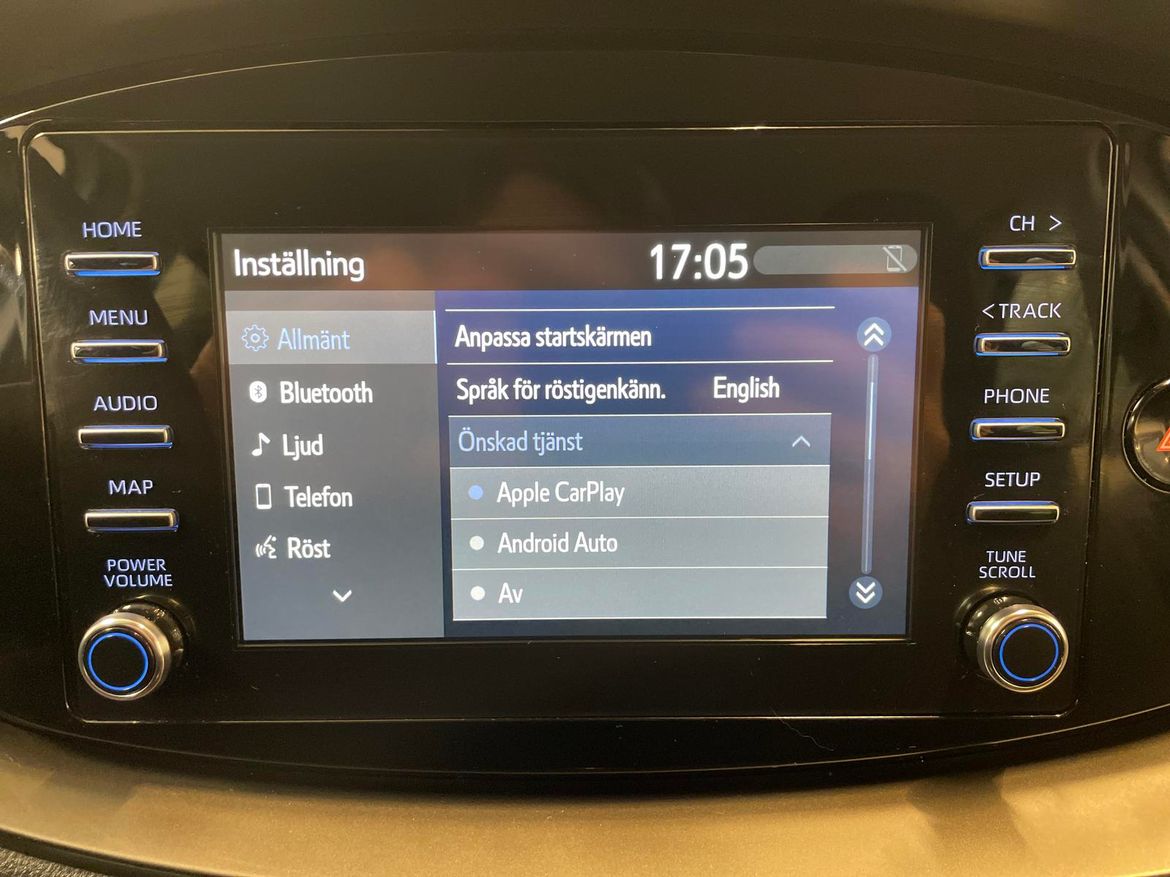 HOME
MENU
AUDIO
MAP
POWER
VOLUME
Inställning
17:05
Allmänt
Bluetooth
Ljud
Telefon
Röst
Anpassa startskärmen
Språk för röstigenkänn. English
Önskad tjänst
Apple CarPlay
Android Auto
Av
CH >
< TRACK
PHONE
SETUP
TUNE
SCROLL